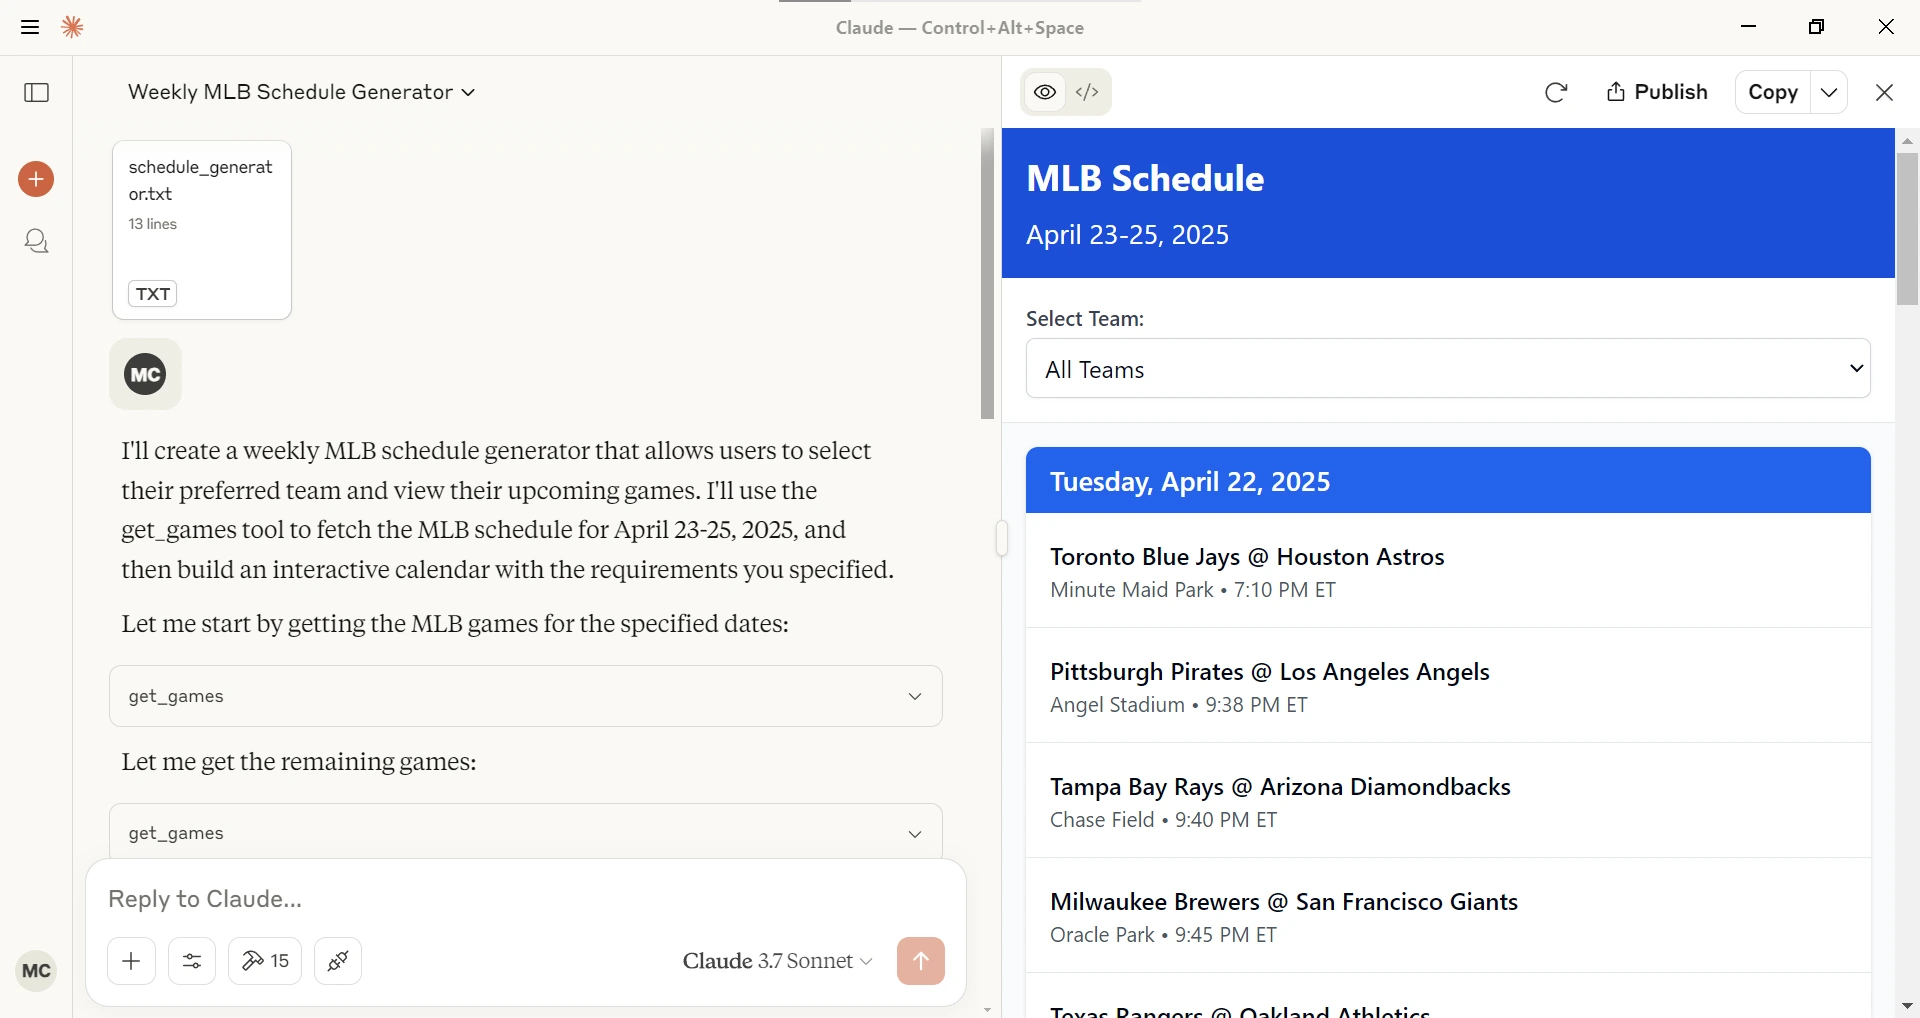 Claude — Control+Alt+Space
Weekly MLB Schedule Generator
schedule_generat
or.txt
13 lines
TXT
MC
I'll create a weekly MLB schedule generator that allows users to select
their preferred team and view their upcoming games. I'll use the
get_games tool to fetch the MLB schedule for April 23-25, 2025, and
then build an interactive calendar with the requirements you specified.
Let me start by getting the MLB games for the specified dates:
get_games
Let me get the remaining games:
get_games
Reply to Claude...
15
Claude 3.7 Sonnet
MC
</>
Publish
Copy
MLB Schedule
April 23-25, 2025
Select Team:
All Teams
Tuesday, April 22, 2025
Toronto Blue Jays @ Houston Astros
Minute Maid Park • 7:10 PM ET
Pittsburgh Pirates @ Los Angeles Angels
Angel Stadium • 9:38 PM ET
Tampa Bay Rays @ Arizona Diamondbacks
Chase Field • 9:40 PM ET
Milwaukee Brewers @ San Francisco Giants
Oracle Park • 9:45 PM ET
Texas Rangers @ Oakland Athletics